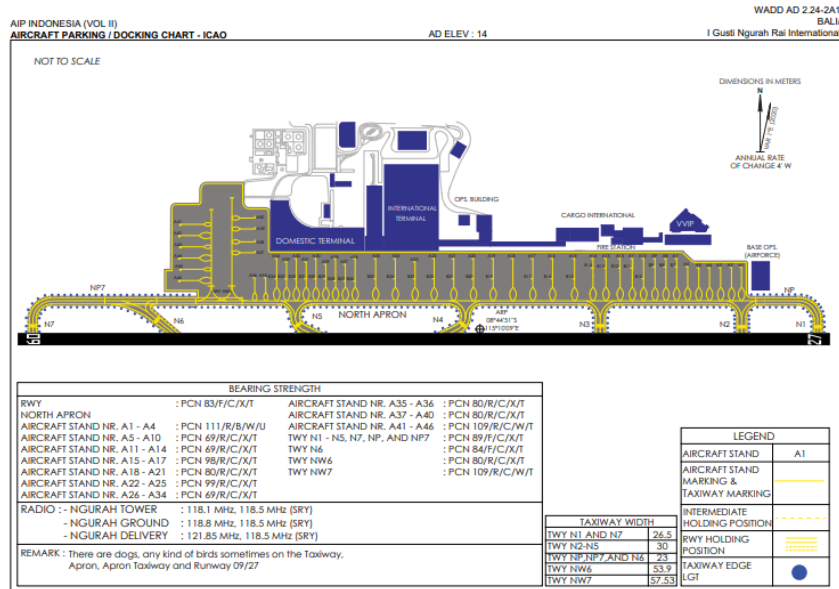 AIP INDONESIA (VOL II)
WADD AD 2.24-2A1
BALI/
AIRCRAFT PARKING / DOCKING CHART - ICAO
AD ELEV : 14
I Gusti Ngurah Rai International
NOT TO SCALE
DIMENSIONS IN METERS
N
VAR 1°E (2020)
ANNUAL RATE
OF CHANGE 4' W
INTERNATIONAL
TERMINAL
OPS. BUILDING
CARGO INTERNATIONAL
VVIP
DOMESTIC TERMINAL
FIRE STATION
BASE OPS.
(AIRFORCE)
NP7
NP
N7
N6
N5
NORTH APRON
N4
ARP
08°44'51"S
115°10'09"E
N3
N2
N1
09
27
BEARING STRENGTH
RWY : PCN 83/F/C/X/T
NORTH APRON
AIRCRAFT STAND NR. A1 - A4 : PCN 111/R/B/W/U
AIRCRAFT STAND NR. A5 - A10 : PCN 69/R/C/X/T
AIRCRAFT STAND NR. A11 - A14 : PCN 69/R/C/X/T
AIRCRAFT STAND NR. A15 - A17 : PCN 98/R/C/X/T
AIRCRAFT STAND NR. A18 - A21 : PCN 80/R/C/X/T
AIRCRAFT STAND NR. A22 - A25 : PCN 99/R/C/X/T
AIRCRAFT STAND NR. A26 - A34 : PCN 69/R/C/X/T
AIRCRAFT STAND NR. A35 - A36 : PCN 80/R/C/X/T
AIRCRAFT STAND NR. A37 - A40 : PCN 80/R/C/X/T
AIRCRAFT STAND NR. A41 - A46 : PCN 109/R/C/W/T
TWY N1 - N5, N7, NP, AND NP7 : PCN 89/F/C/X/T
TWY N6 : PCN 84/F/C/X/T
TWY NW6 : PCN 80/R/C/X/T
TWY NW7 : PCN 109/R/C/W/T
RADIO : - NGURAH TOWER : 118.1 MHz, 118.5 MHz (SRY)
- NGURAH GROUND : 118.8 MHz, 118.5 MHz (SRY)
- NGURAH DELIVERY : 121.85 MHz, 118.5 MHz (SRY)
REMARK : There are dogs, any kind of birds sometimes on the Taxiway,
Apron, Apron Taxiway and Runway 09/27
TAXIWAY WIDTH
TWY N1 AND N7 26.5
TWY N2-N5 30
TWY NP,NP7, AND N6 23
TWY NW6 53.9
TWY NW7 57.53
LEGEND
AIRCRAFT STAND A1
AIRCRAFT STAND
MARKING &
TAXIWAY MARKING
INTERMEDIATE
HOLDING POSITION
RWY HOLDING
POSITION
TAXIWAY EDGE
LGT